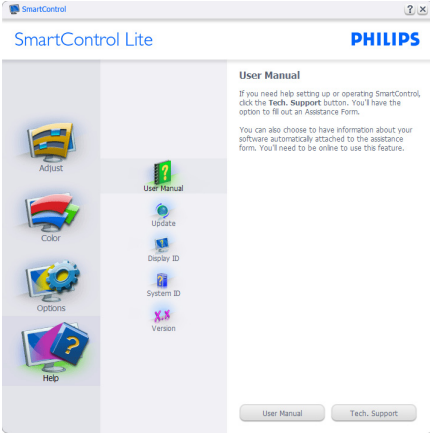 SmartControl
SmartControl Lite
PHILIPS
Adjust
Color
Options
Help
User Manual
Update
Display ID
System ID
X.X
Version
User Manual
If you need help setting up or operating SmartControl,
click the Tech. Support button. You'll have the
option to fill out an Assistance Form.
You can also choose to have information about your
software automatically attached to the assistance
form. You'll need to be online to use this feature.
User Manual
Tech. Support